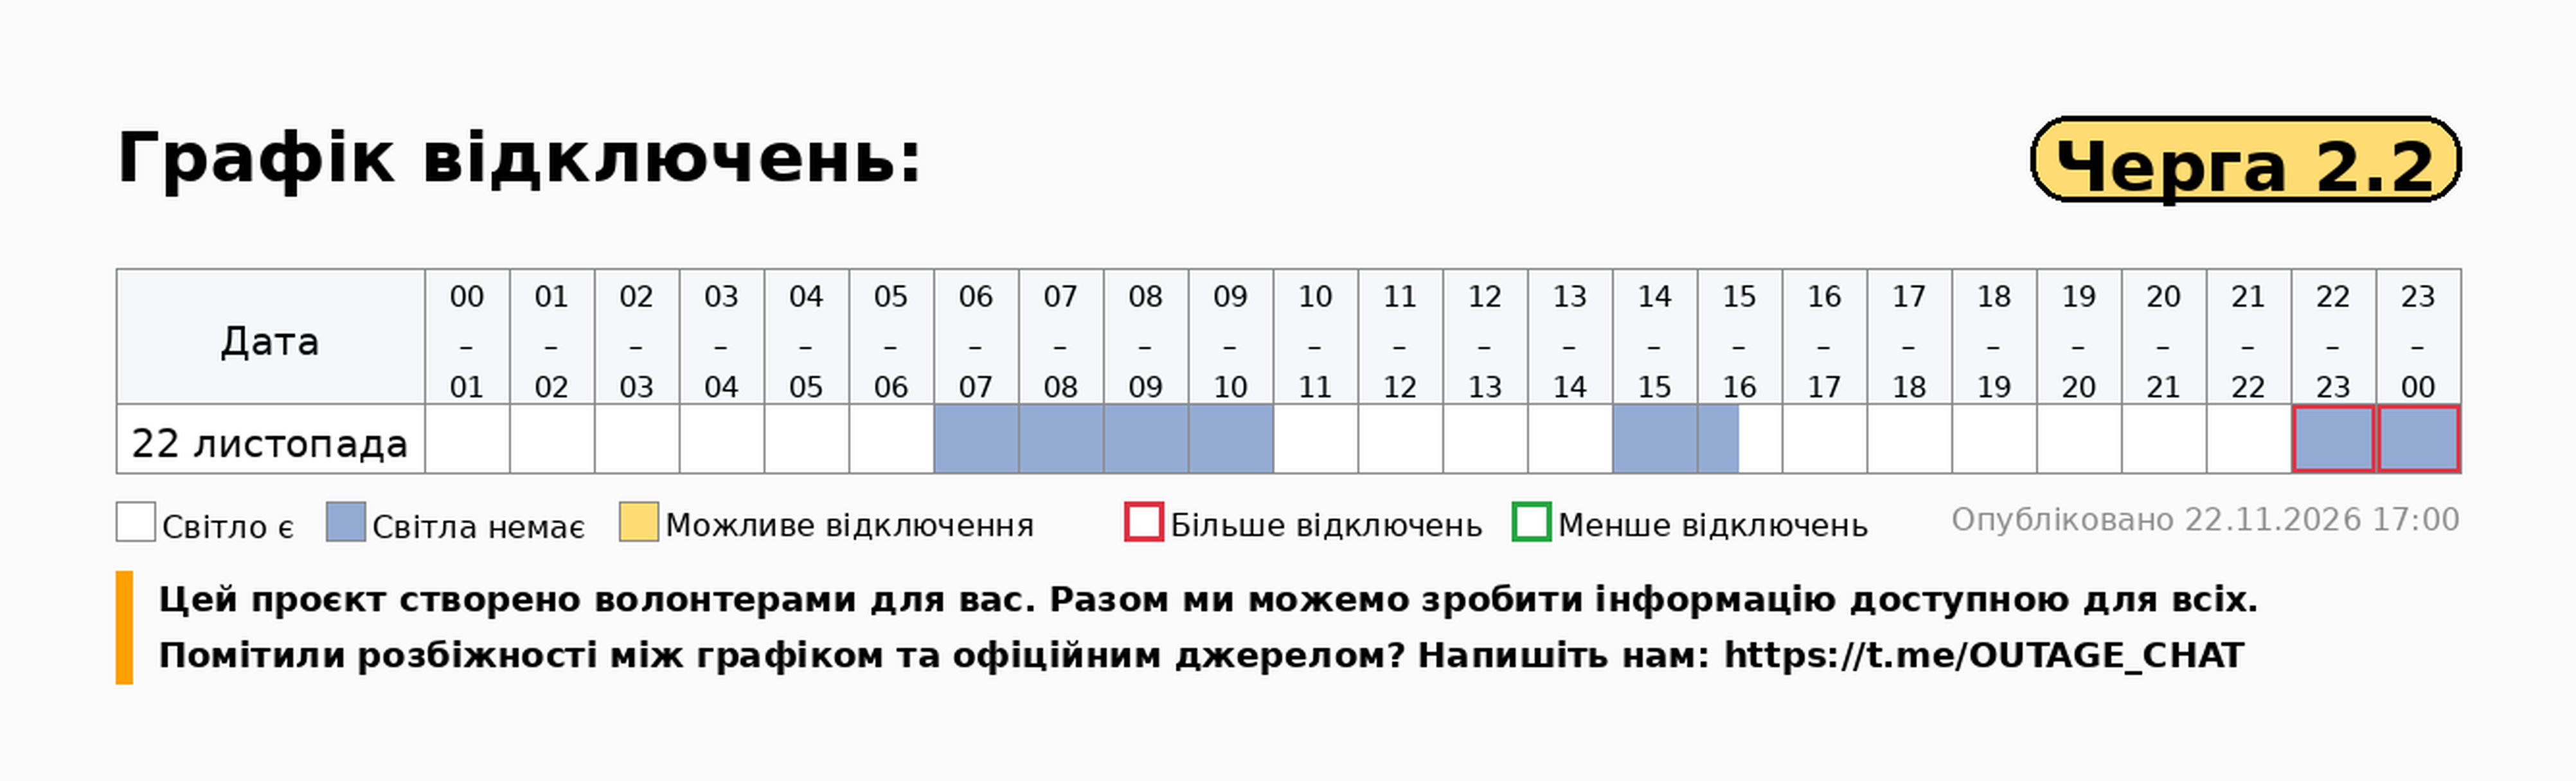 Графік відключень:
Черга 2.2
Дата
00 – 01
01 – 02
02 – 03
03 – 04
04 – 05
05 – 06
06 – 07
07 – 08
08 – 09
09 – 10
10 – 11
11 – 12
12 – 13
13 – 14
14 – 15
15 – 16
16 – 17
17 – 18
18 – 19
19 – 20
20 – 21
21 – 22
22 – 23
23 – 00
22 листопада
Світло є
Світла немає
Можливе відключення
Більше відключень
Менше відключень
Опубліковано 22.11.2026 17:00
Цей проєкт створено волонтерами для вас. Разом ми можемо зробити інформацію доступною для всіх.
Помітили розбіжності між графіком та офіційним джерелом? Напишіть нам: https://t.me/OUTAGE_CHAT